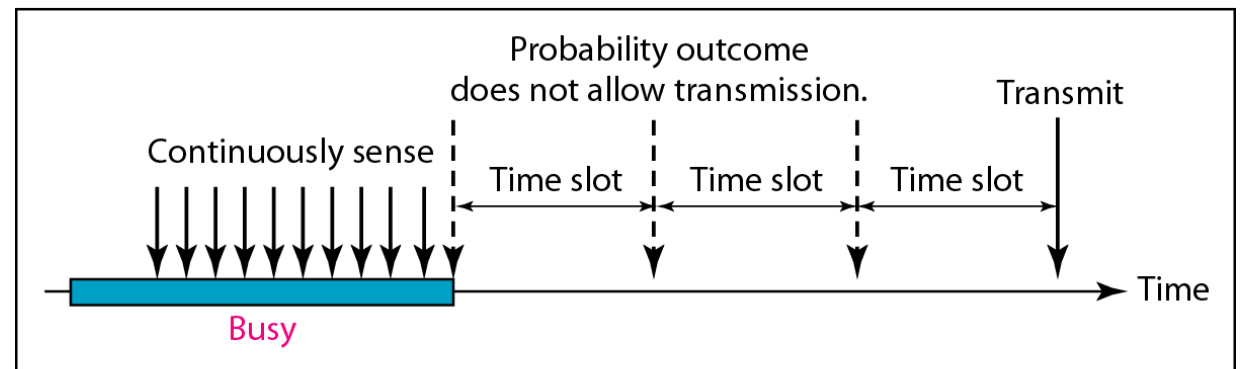 Probability outcome
does not allow transmission.
Transmit
Continuously sense
Time slot
Time slot
Time slot
Time
Busy